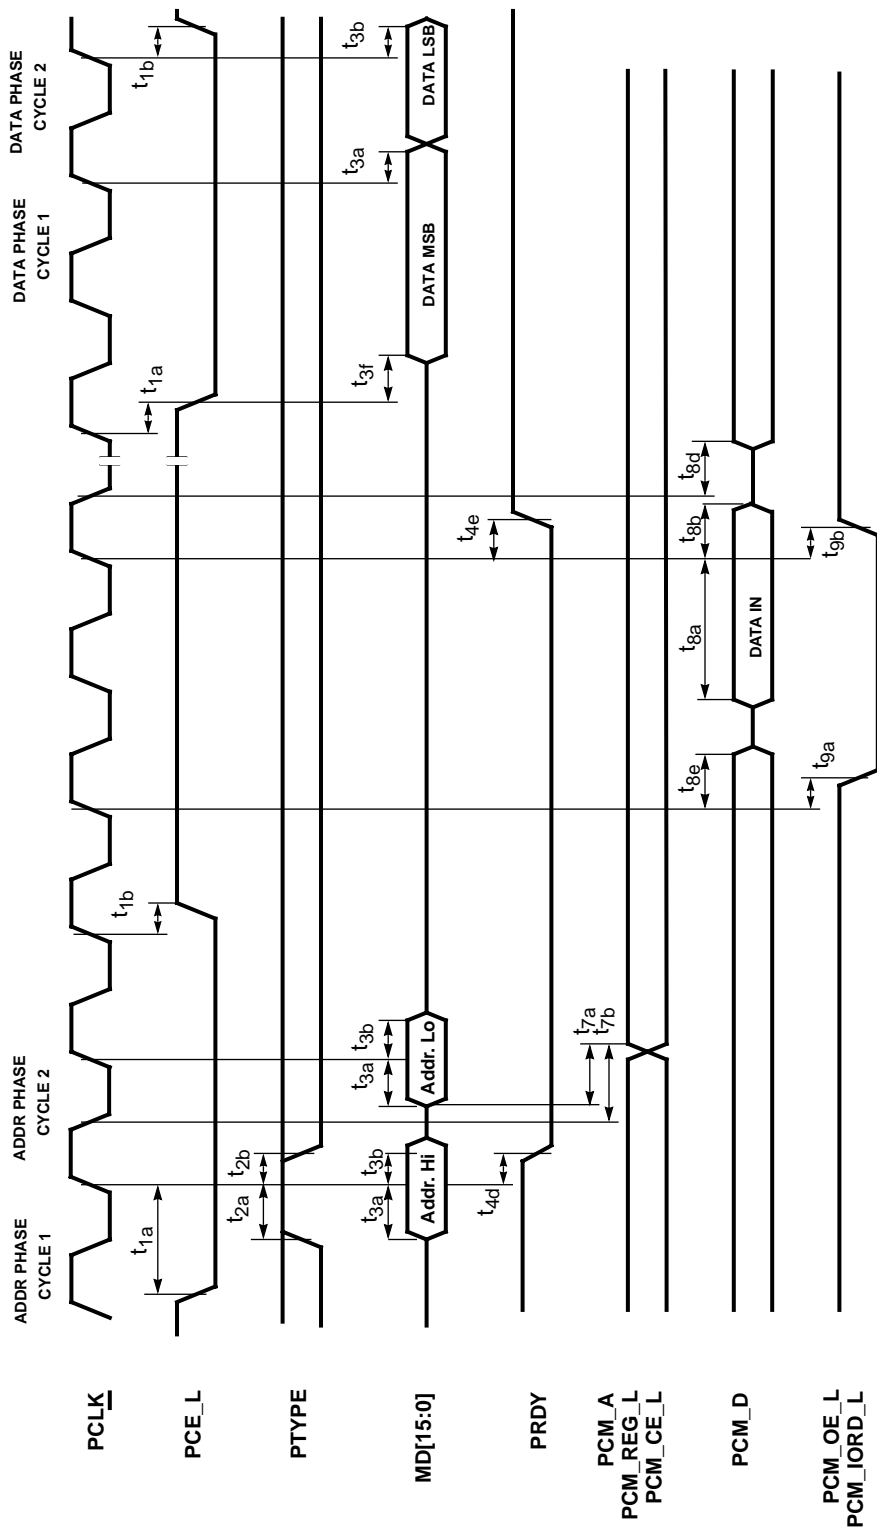 ADDR PHASE
CYCLE 1
ADDR PHASE
CYCLE 2
DATA PHASE
CYCLE 1
DATA PHASE
CYCLE 2
PCLK
PCE_L
t1a
t1b
t1a
t1b
PTYPE
t2a
t2b
MD[15:0]
t3a
t3b
t3a
t3b
t3f
t3a
t3b
Addr. Hi
Addr. Lo
DATA MSB
DATA LSB
PRDY
t4d
t4e
PCM_A
PCM_REG_L
PCM_CE_L
t7a
t7b
PCM_D
t8e
t8a
t8b
t8d
DATA IN
PCM_OE_L
PCM_IORD_L
t9a
t9b